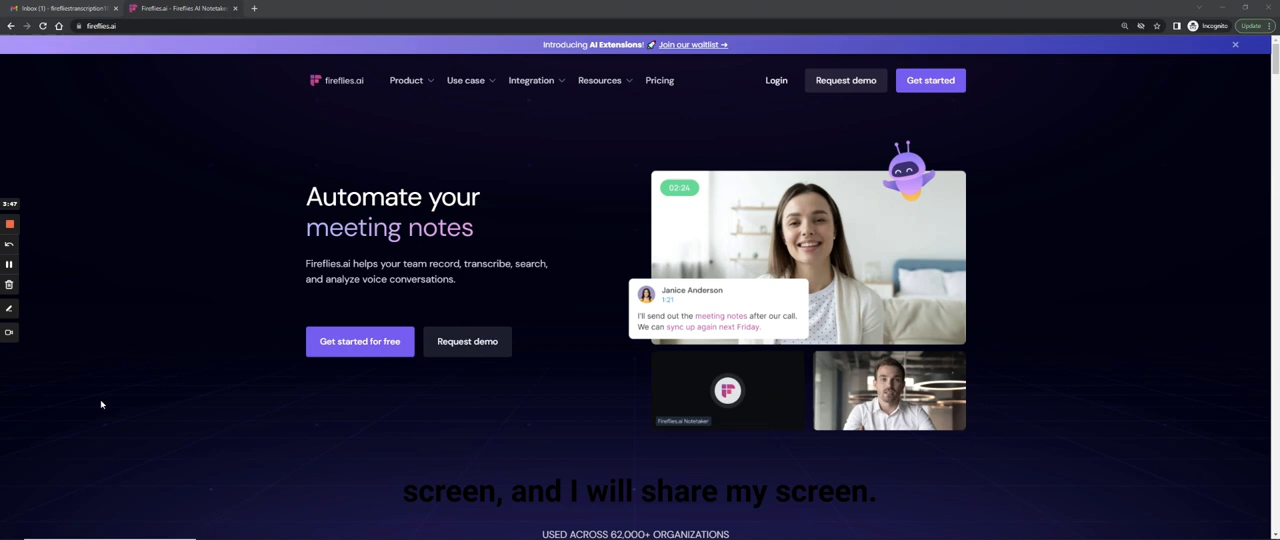 Inbox (1) - firefliestranscription1
Fireflies.ai - Fireflies AI Notetaker
fireflies.ai
Incognito
Update
Introducing AI Extensions! 🚀 Join our waitlist →
fireflies.ai
Product
Use case
Integration
Resources
Pricing
Login
Request demo
Get started
Automate your
meeting notes
Fireflies.ai helps your team record, transcribe, search,
and analyze voice conversations.
Get started for free
Request demo
02:24
Janice Anderson
1:21
I'll send out the meeting notes after our call.
We can sync up again next Friday.
Fireflies.ai Notetaker
3:47
screen, and I will share my screen.
USED ACROSS 62,000+ ORGANIZATIONS